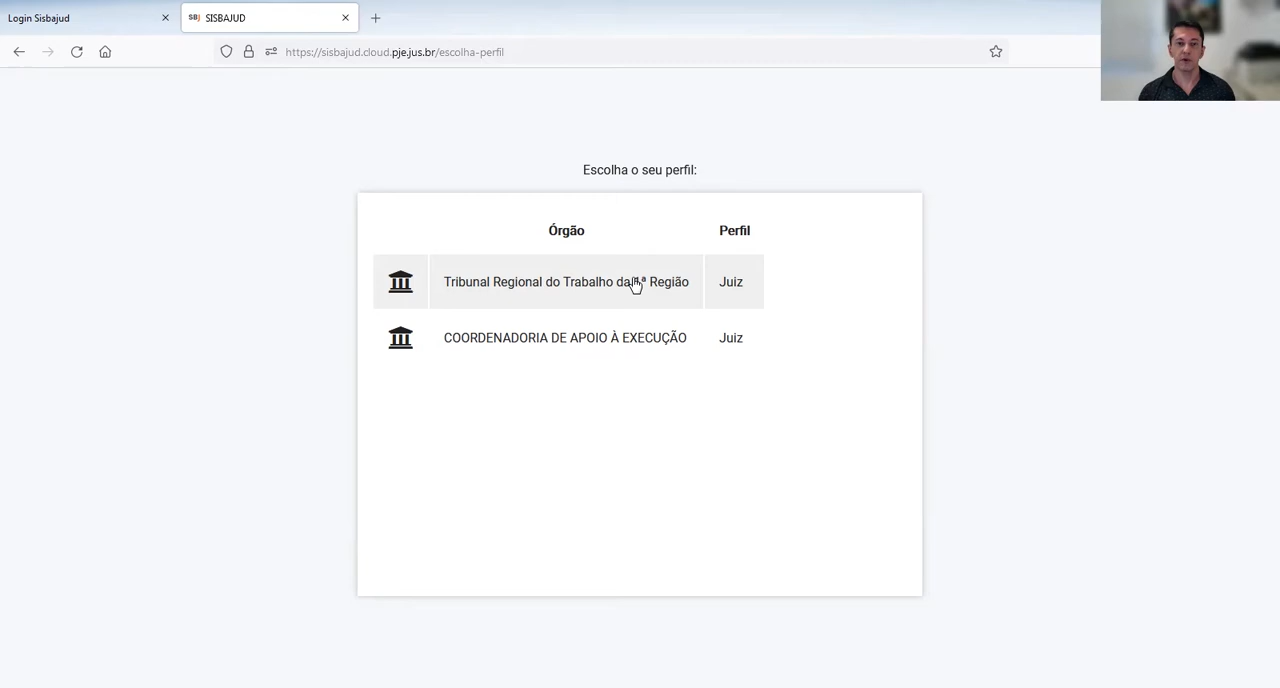 Login Sisbajud
SBJ SISBAJUD
https://sisbajud.cloud.pje.jus.br/escolha-perfil
Escolha o seu perfil:
Órgão Perfil
Tribunal Regional do Trabalho da Região Juiz
COORDENADORIA DE APOIO À EXECUÇÃO Juiz